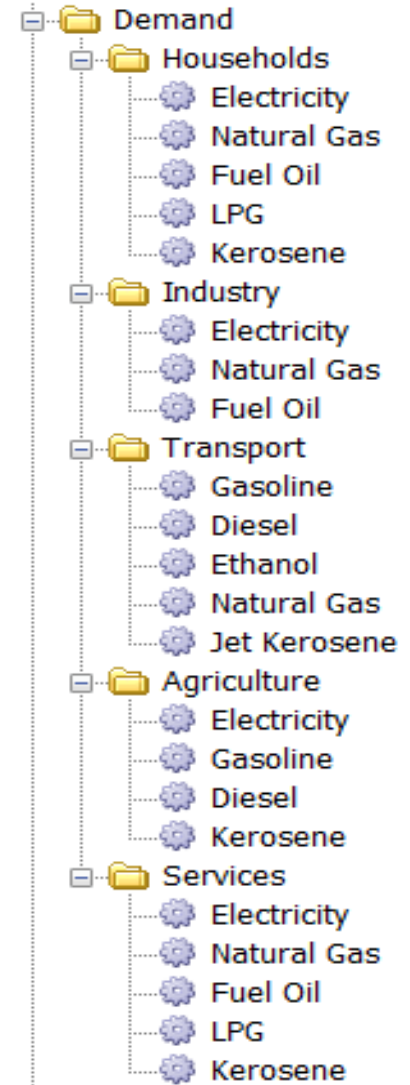 Demand
Households
Electricity
Natural Gas
Fuel Oil
LPG
Kerosene
Industry
Electricity
Natural Gas
Fuel Oil
Transport
Gasoline
Diesel
Ethanol
Natural Gas
Jet Kerosene
Agriculture
Electricity
Gasoline
Diesel
Kerosene
Services
Electricity
Natural Gas
Fuel Oil
LPG
Kerosene